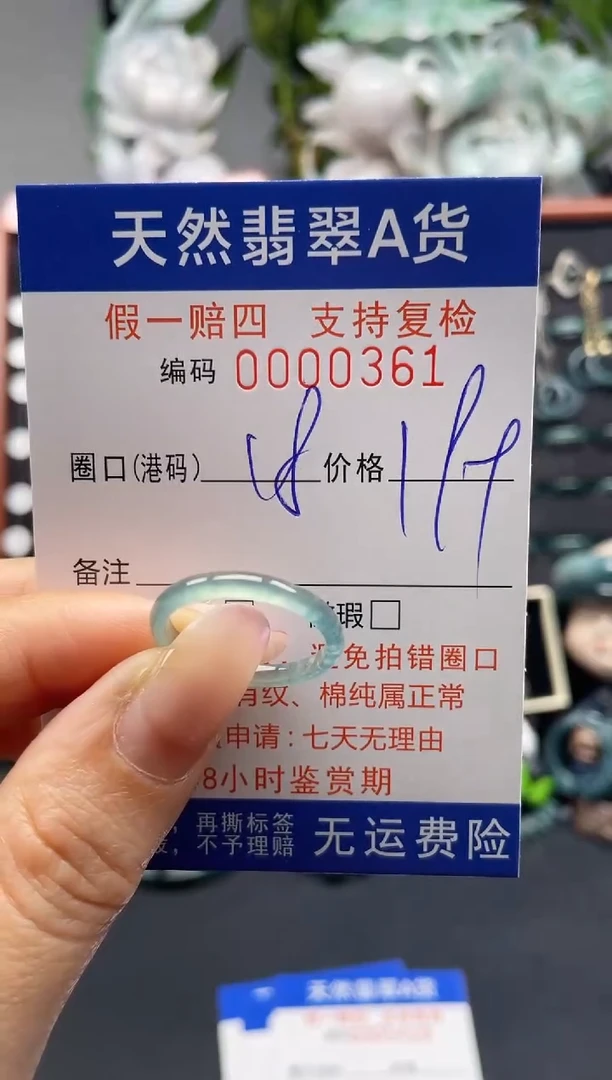 天然翡翠A货
假一赔四 支持复检
编码 0000361
圈口(港码) 价格
备注
瑕□
避免拍错圈口
纹、棉纯属正常
申请:七天无理由
8小时鉴赏期
再撕标签
不予理赔
无运费险
天然翡翠A货